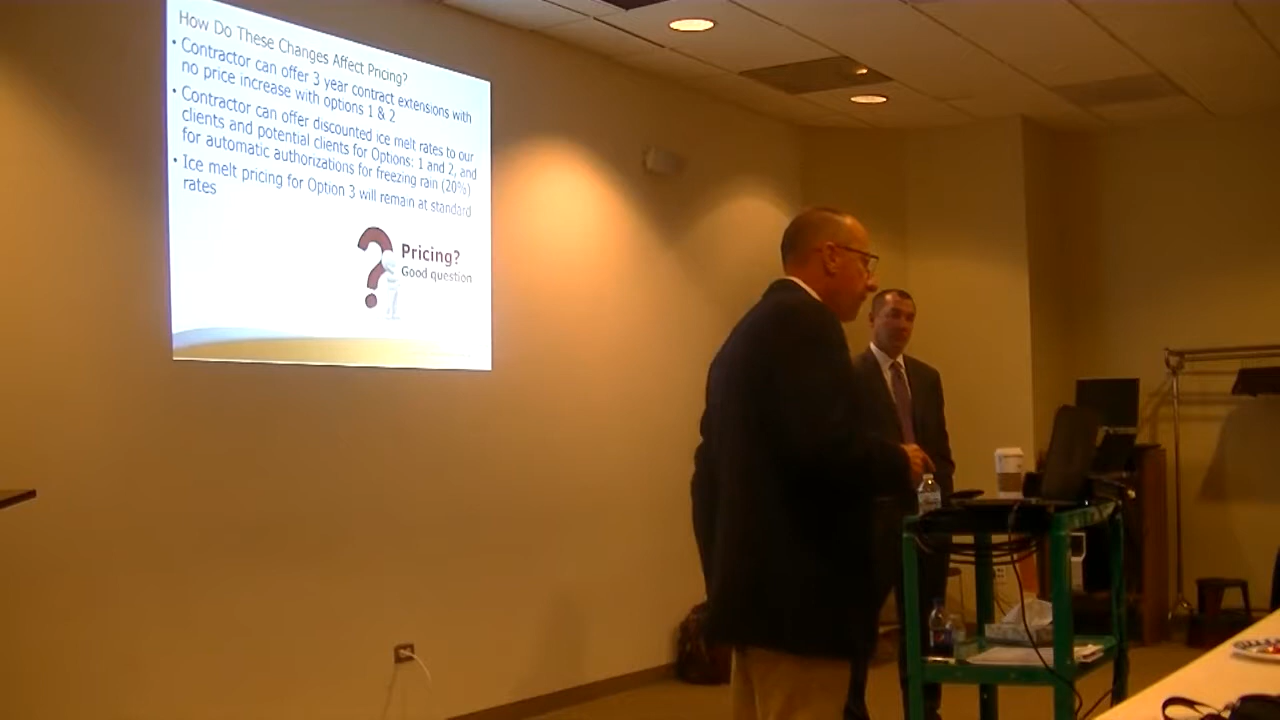 How Do These Changes Affect Pricing?
• Contractor can offer 3 year contract extensions with
no price increase with options 1 & 2
• Contractor can offer discounted ice melt rates to our
clients and potential clients for Options: 1 and 2, and
for automatic authorizations for freezing rain (20%)
• Ice melt pricing for Option 3 will remain at standard
rates
Pricing?
Good question